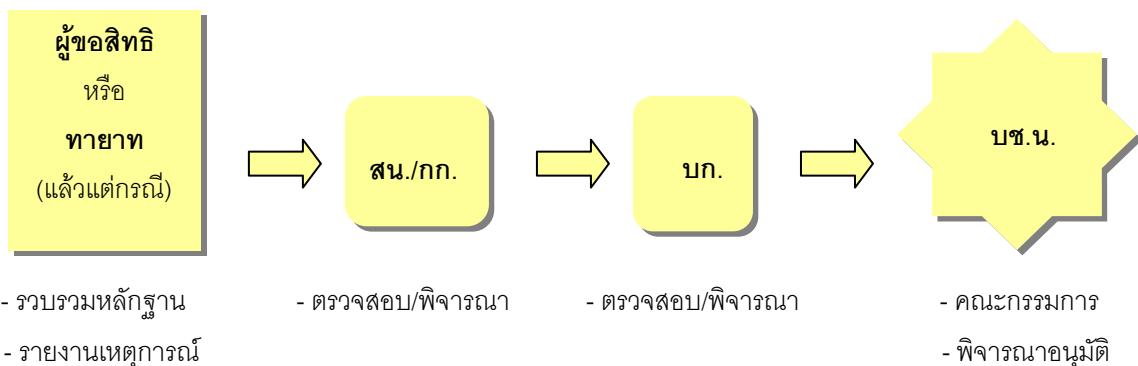 ผู้ขอสิทธิ
หรือ
ทายาท
(แล้วแต่กรณี)
สน./กก.
บก.
บช.น.
- รวบรวมหลักฐาน
- รายงานเหตุการณ์
- ตรวจสอบ/พิจารณา
- ตรวจสอบ/พิจารณา
- คณะกรรมการ
- พิจารณาอนุมัติ